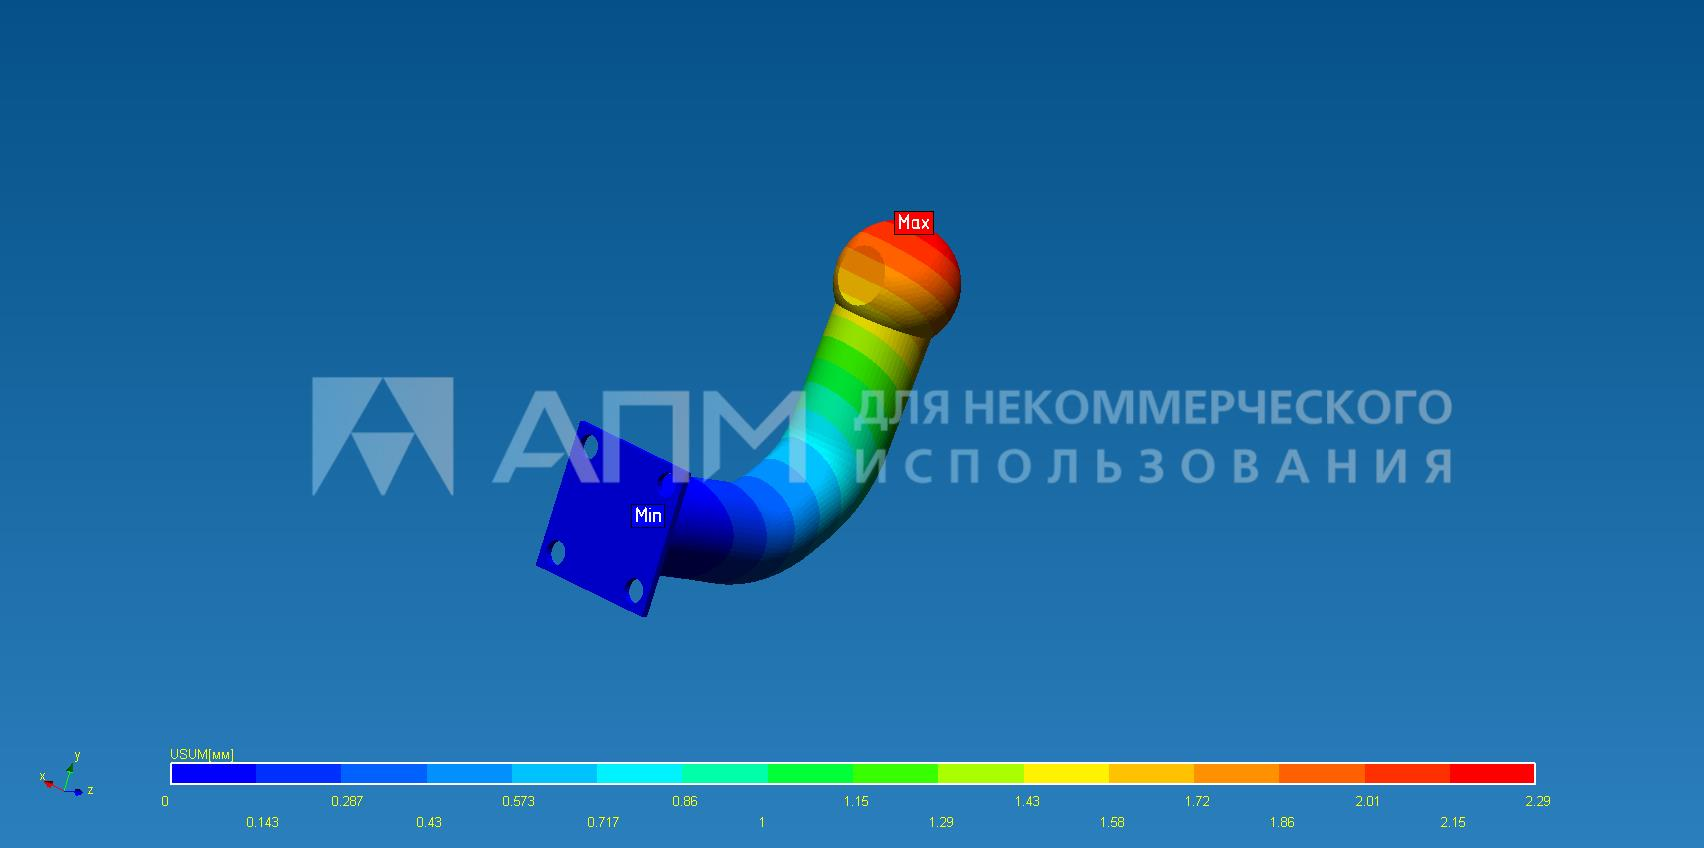 Max
АПМ ДЛЯ НЕКОММЕРЧЕСКОГО
ИСПОЛЬЗОВАНИЯ
Min
USUM[мм]
y
x
z
0 0.287 0.573 0.86 1.15 1.43 1.72 2.01 2.29
0.143 0.43 0.717 1 1.29 1.58 1.86 2.15